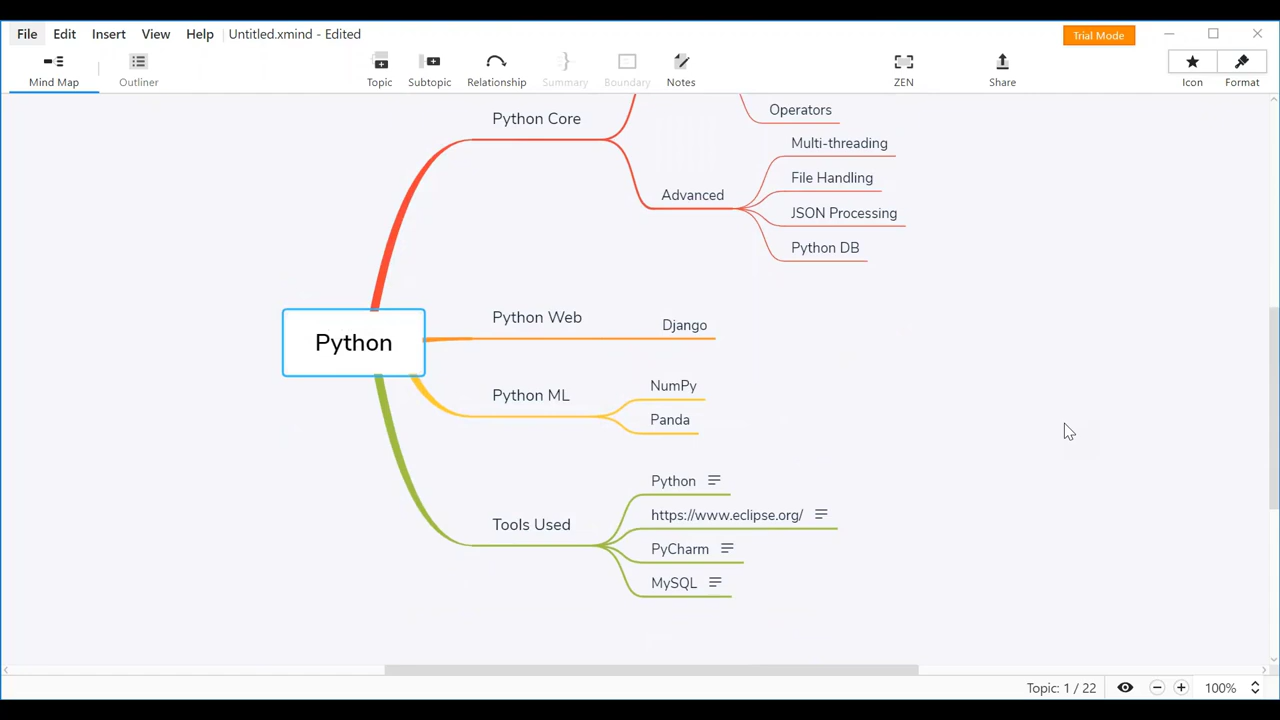 File Edit Insert View Help Untitled.xmind - Edited Trial Mode
Mind Map Outliner Topic Subtopic Relationship Summary Boundary Notes ZEN Share Icon Format
Python Core
Operators
Multi-threading
File Handling
Advanced
JSON Processing
Python DB
Python Web
Django
Python
Python ML
NumPy
Panda
Tools Used
Python
https://www.eclipse.org/
PyCharm
MySQL
Topic: 1 / 22 100%